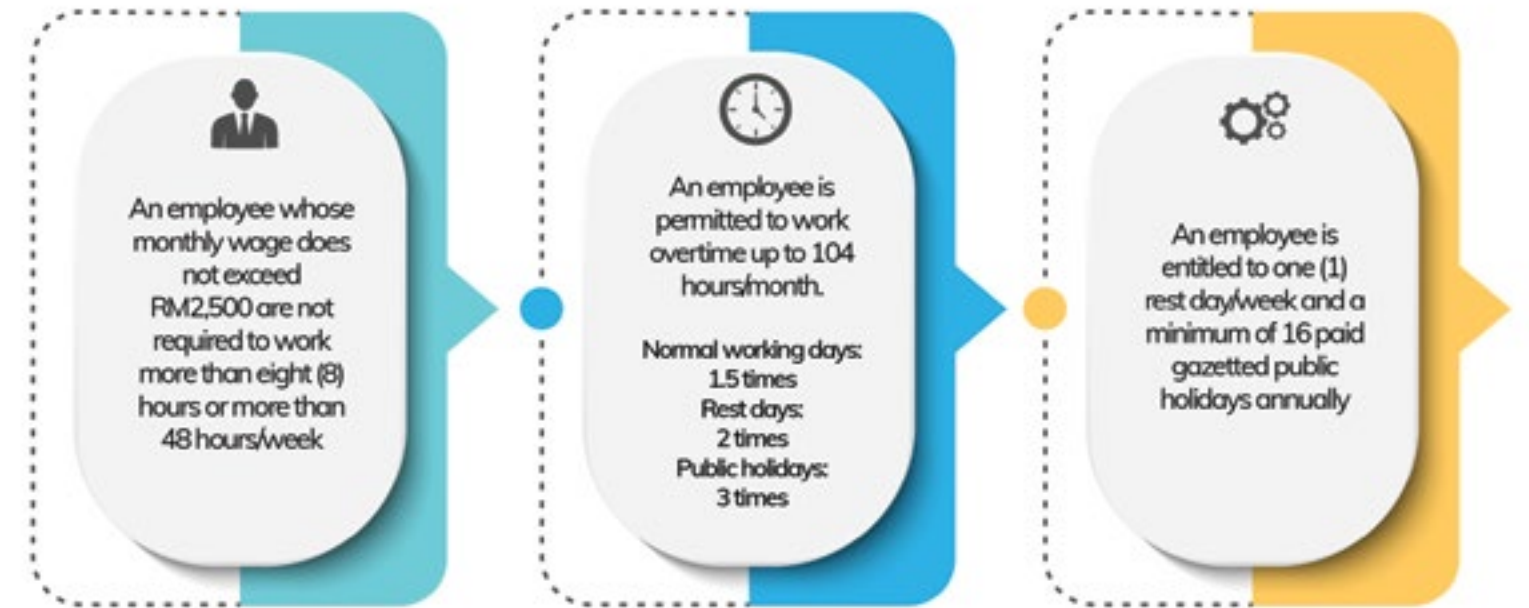 An employee whose
monthly wage does
not exceed
RM2,500 are not
required to work
more than eight (8)
hours or more than
48 hours/week
An employee is
permitted to work
overtime up to 104
hours/month.
Normal working days:
1.5 times
Rest days:
2 times
Public holidays:
3 times
An employee is
entitled to one (1)
rest day/week and a
minimum of 16 paid
gazetted public
holidays annually